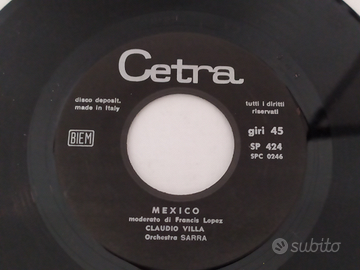 Cetra
disco deposit.
made in Italy
tutti i diritti
riservati
BIEM
giri 45
SP 424
SPC 0246
MEXICO
moderato di Francis Lopez
CLAUDIO VILLA
Orchestra SARRA
subito